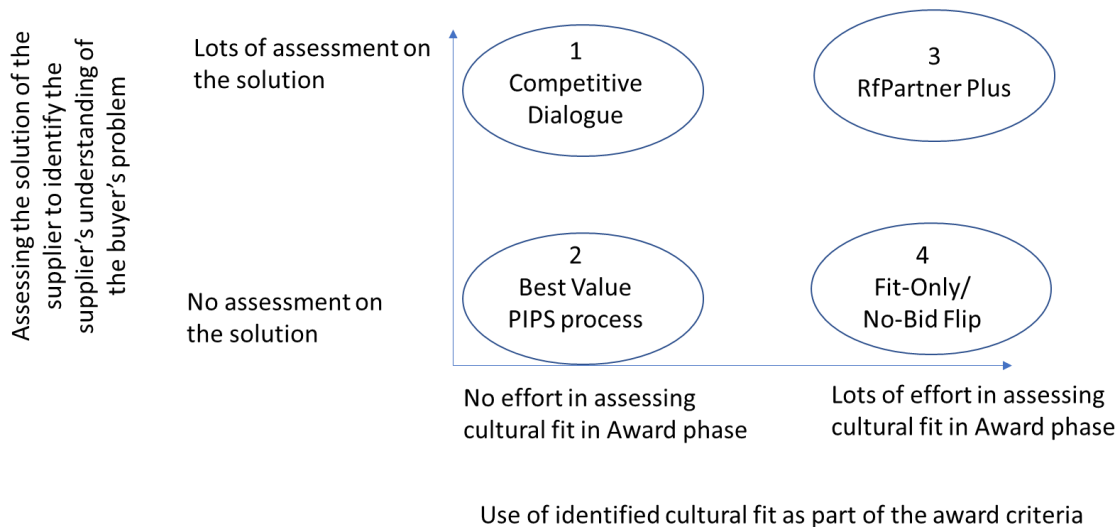 Assessing the solution of the
supplier to identify the
supplier's understanding of
the buyer's problem
Lots of assessment on
the solution
1
Competitive
Dialogue
3
RfPartner Plus
No assessment on
the solution
2
Best Value
PIPS process
4
Fit-Only/
No-Bid Flip
No effort in assessing
cultural fit in Award phase
Lots of effort in assessing
cultural fit in Award phase
Use of identified cultural fit as part of the award criteria